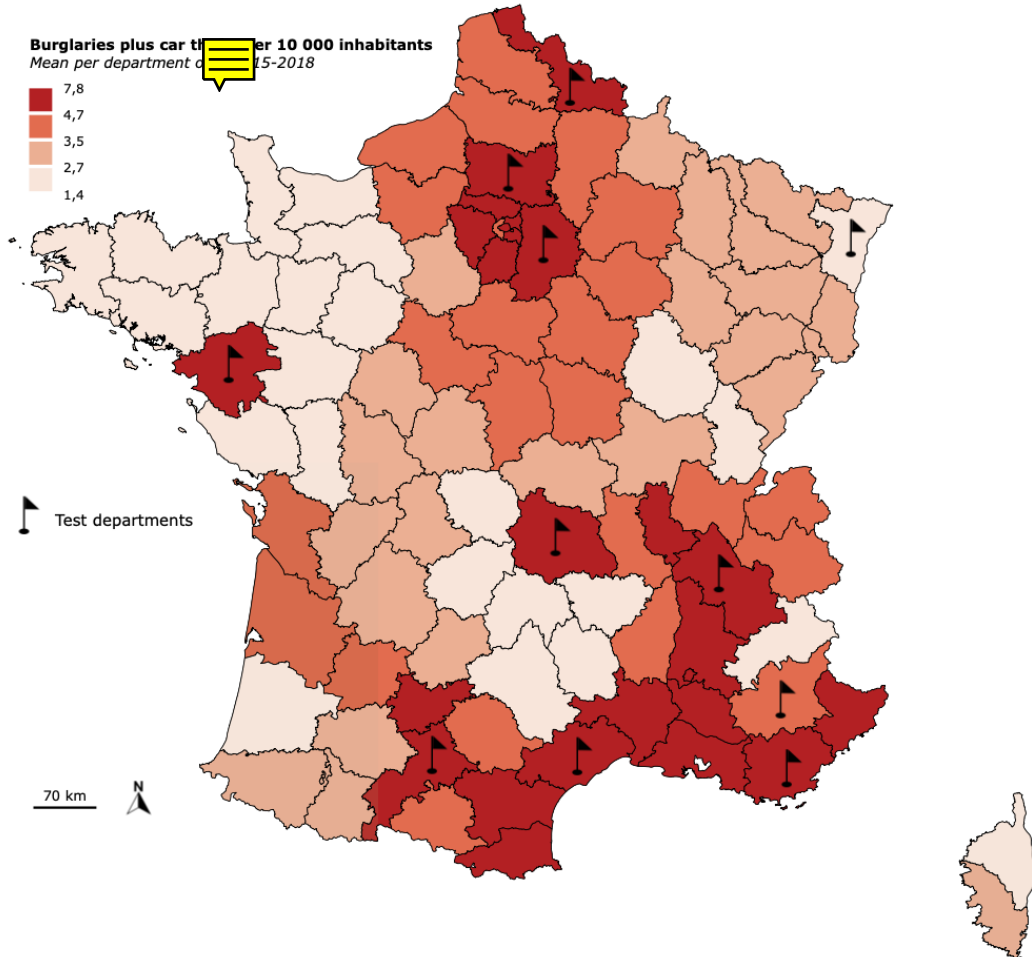 Burglaries plus car th er 10 000 inhabitants
Mean per department o 15-2018
7,8
4,7
3,5
2,7
1,4
Test departments
70 km
N